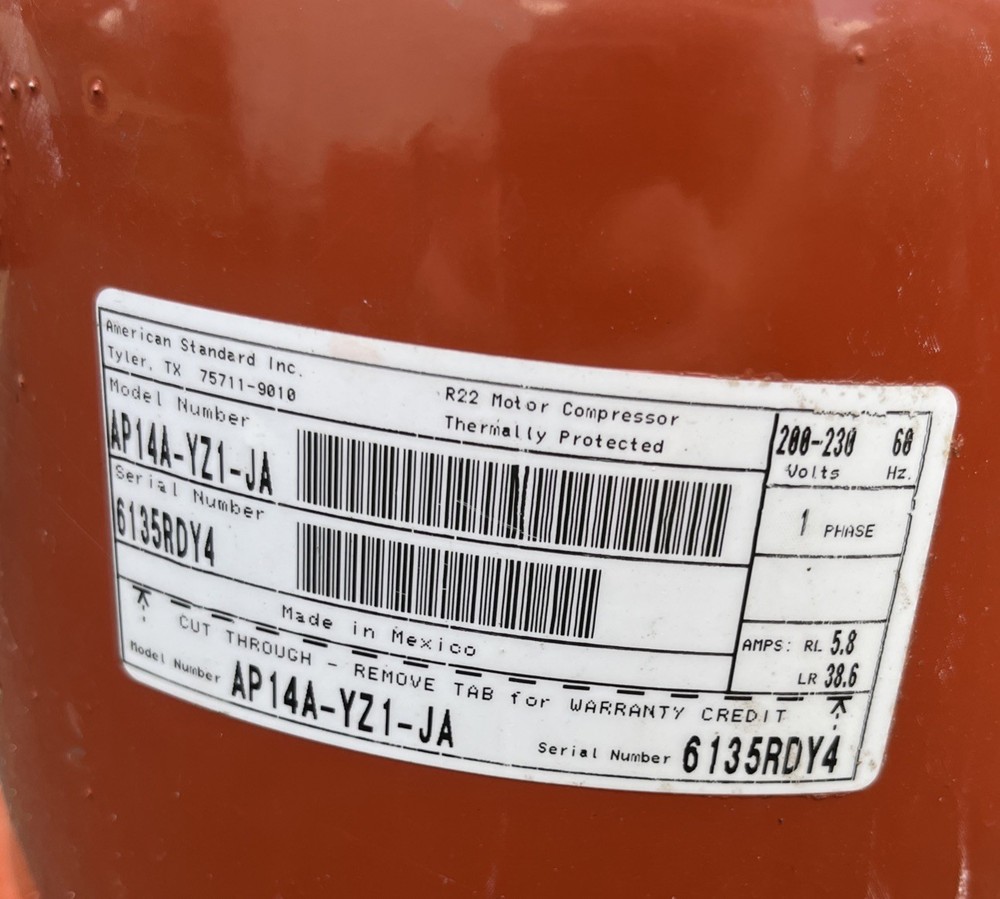 American Standard Inc.
Tyler, TX 75711-9010
R22 Motor Compressor
Thermally Protected
Model Number
AP14A-YZ1-JA
Serial Number
6135RDY4
Made in Mexico
200-230 60
Volts Hz.
1 PHASE
AMPS: RL 5.8
LR 38.6
CUT THROUGH - REMOVE TAB for WARRANTY CREDIT
Model Number AP14A-YZ1-JA
Serial Number 6135RDY4